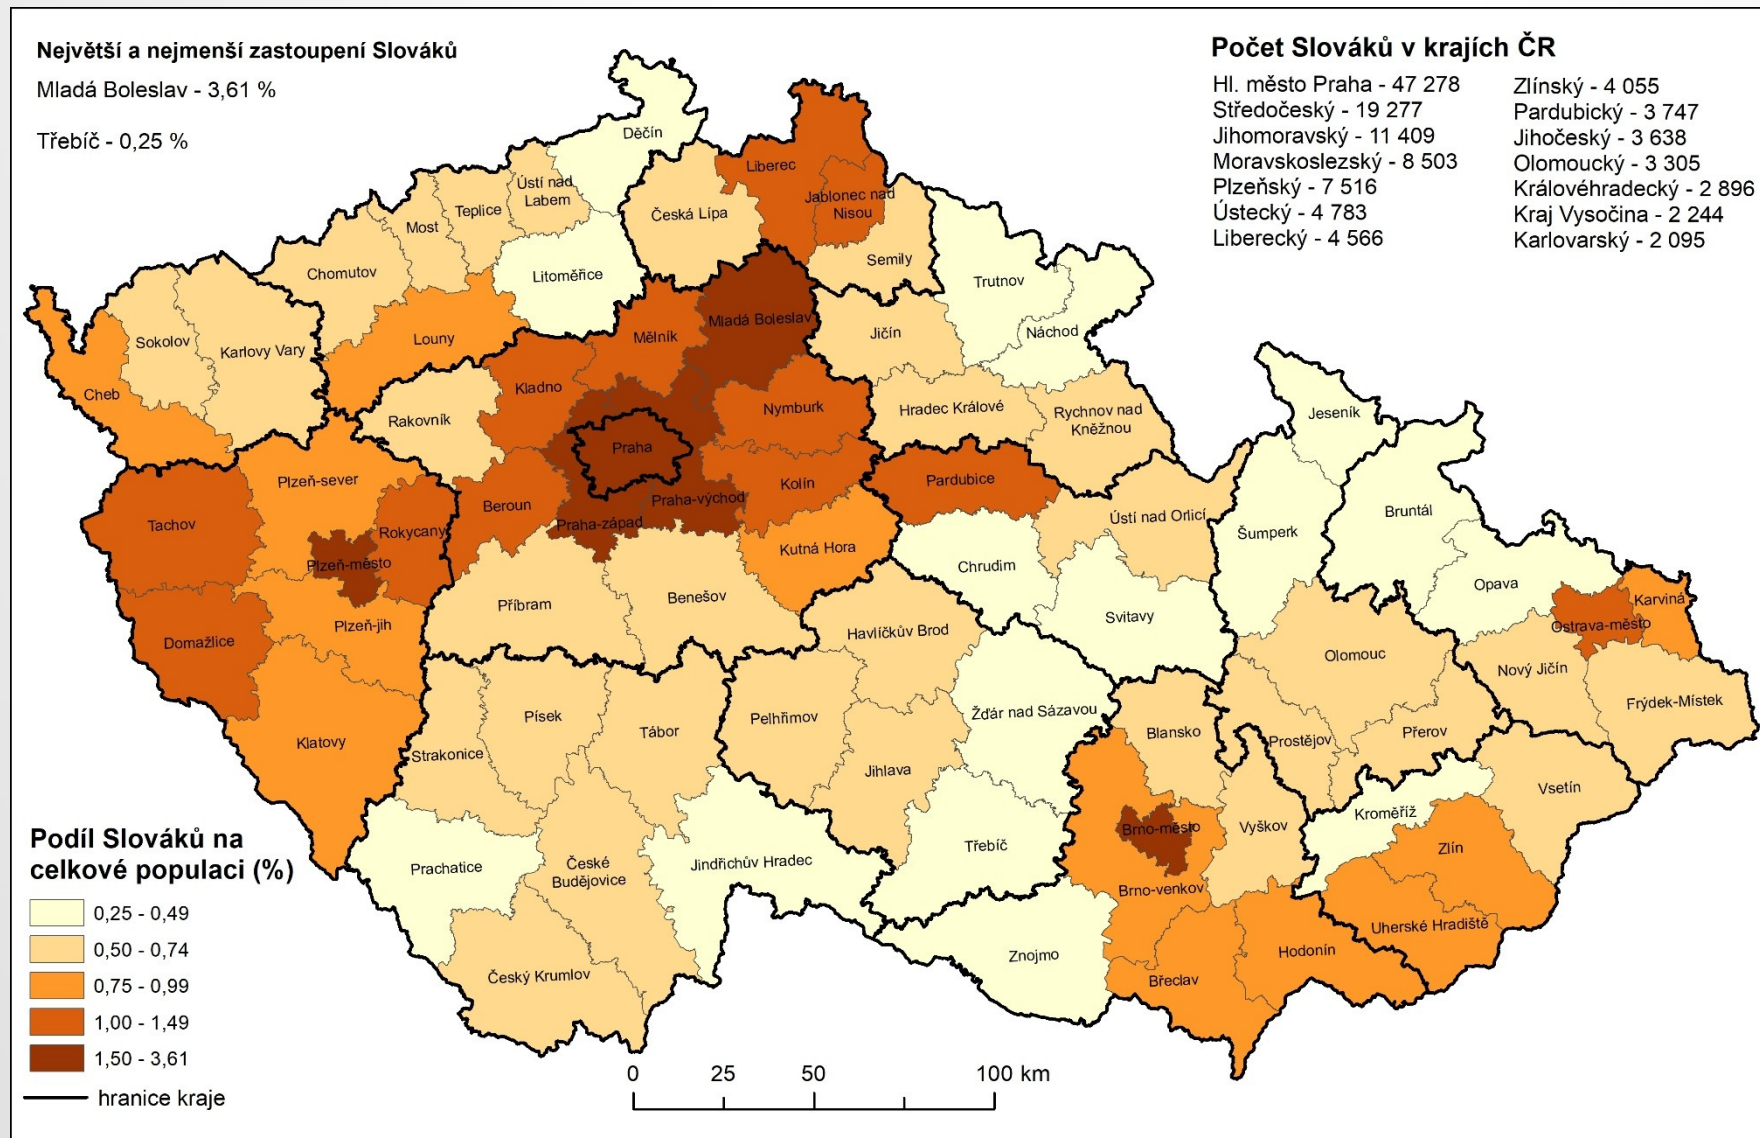 Největší a nejmenší zastoupení Slováků
Mladá Boleslav - 3,61 %
Třebíč - 0,25 %
Počet Slováků v krajích ČR
Hl. město Praha - 47 278
Středočeský - 19 277
Jihomoravský - 11 409
Moravskoslezský - 8 503
Plzeňský - 7 516
Ústecký - 4 783
Liberecký - 4 566
Zlínský - 4 055
Pardubický - 3 747
Jihočeský - 3 638
Olomoucký - 3 305
Královéhradecký - 2 896
Kraj Vysočina - 2 244
Karlovarský - 2 095
Děčín
Liberec
Ústí nad
Labem
Jablonec nad
Nisou
Teplice
Česká Lípa
Most
Semily
Chomutov
Litoměřice
Trutnov
Mladá Boleslav
Jičín
Náchod
Mělník
Louny
Sokolov
Karlovy Vary
Kladno
Cheb
Nymburk
Hradec Králové
Rychnov nad
Kněžnou
Jeseník
Rakovník
Praha
Plzeň-sever
Pardubice
Kolín
Praha-východ
Beroun
Bruntál
Ústí nad Orlicí
Tachov
Praha-západ
Rokycany
Šumperk
Kutná Hora
Plzeň-město
Chrudim
Opava
Příbram
Benešov
Karviná
Svitavy
Plzeň-jih
Ostrava-město
Havlíčkův Brod
Domažlice
Olomouc
Nový Jičín
Frýdek-Místek
Žďár nad Sázavou
Písek
Pelhřimov
Tábor
Blansko
Přerov
Prostějov
Klatovy
Strakonice
Jihlava
Vsetín
Kroměříž
Brno-město
Vyškov
Třebíč
Zlín
Jindřichův Hradec
České
Budějovice
Prachatice
Brno-venkov
Uherské Hradiště
Hodonín
Znojmo
Český Krumlov
Břeclav
Podíl Slováků na
celkové populaci (%)
0,25 - 0,49
0,50 - 0,74
0,75 - 0,99
1,00 - 1,49
1,50 - 3,61
hranice kraje
0 25 50 100 km